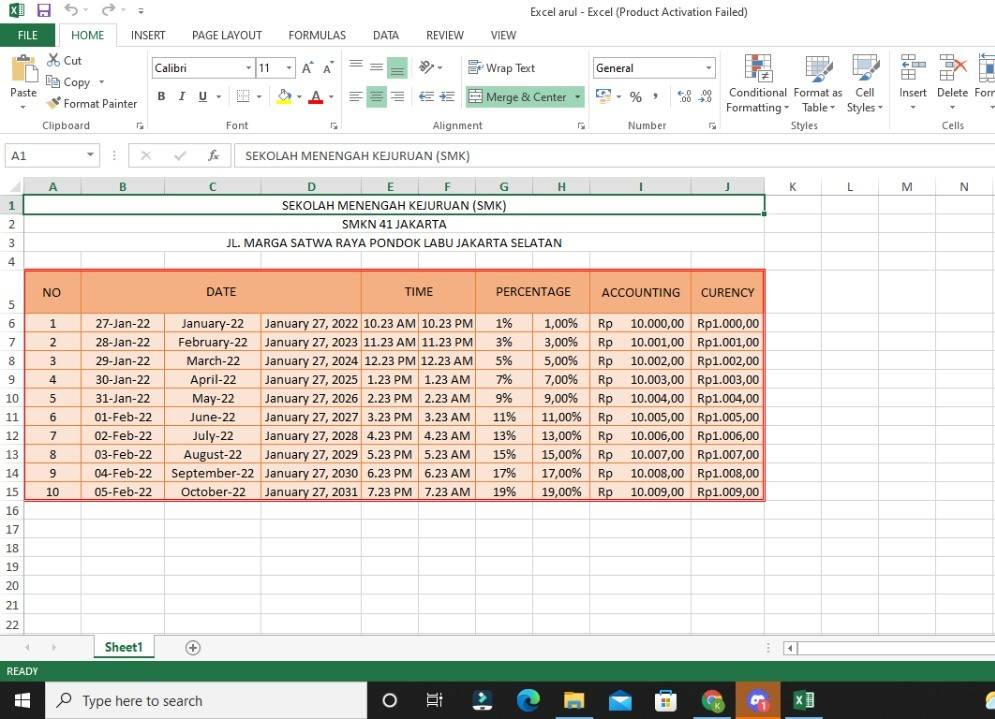 Excel arul - Excel (Product Activation Failed)
FILE HOME INSERT PAGE LAYOUT FORMULAS DATA REVIEW VIEW
Paste
Cut
Copy
Format Painter
Clipboard
Calibri 11
B I U
Font
Wrap Text
Merge & Center
Alignment
General
% ,
Number
Conditional Formatting
Format as Table
Cell Styles
Styles
Insert Delete
Cells
A1 fx SEKOLAH MENENGAH KEJURUAN (SMK)
A B C D E F G H I J K L M N
1 SEKOLAH MENENGAH KEJURUAN (SMK)
2 SMKN 41 JAKARTA
3 JL. MARGA SATWA RAYA PONDOK LABU JAKARTA SELATAN
4
5 NO DATE TIME PERCENTAGE ACCOUNTING CURENCY
6 1 27-Jan-22 January-22 January 27, 2022 10.23 AM 10.23 PM 1% 1,00% Rp 10.000,00 Rp1.000,00
7 2 28-Jan-22 February-22 January 27, 2023 11.23 AM 11.23 PM 3% 3,00% Rp 10.001,00 Rp1.001,00
8 3 29-Jan-22 March-22 January 27, 2024 12.23 PM 12.23 AM 5% 5,00% Rp 10.002,00 Rp1.002,00
9 4 30-Jan-22 April-22 January 27, 2025 1.23 PM 1.23 AM 7% 7,00% Rp 10.003,00 Rp1.003,00
10 5 31-Jan-22 May-22 January 27, 2026 2.23 PM 2.23 AM 9% 9,00% Rp 10.004,00 Rp1.004,00
11 6 01-Feb-22 June-22 January 27, 2027 3.23 PM 3.23 AM 11% 11,00% Rp 10.005,00 Rp1.005,00
12 7 02-Feb-22 July-22 January 27, 2028 4.23 PM 4.23 AM 13% 13,00% Rp 10.006,00 Rp1.006,00
13 8 03-Feb-22 August-22 January 27, 2029 5.23 PM 5.23 AM 15% 15,00% Rp 10.007,00 Rp1.007,00
14 9 04-Feb-22 September-22 January 27, 2030 6.23 PM 6.23 AM 17% 17,00% Rp 10.008,00 Rp1.008,00
15 10 05-Feb-22 October-22 January 27, 2031 7.23 PM 7.23 AM 19% 19,00% Rp 10.009,00 Rp1.009,00
16
17
18
19
20
21
22
Sheet1
READY
Type here to search